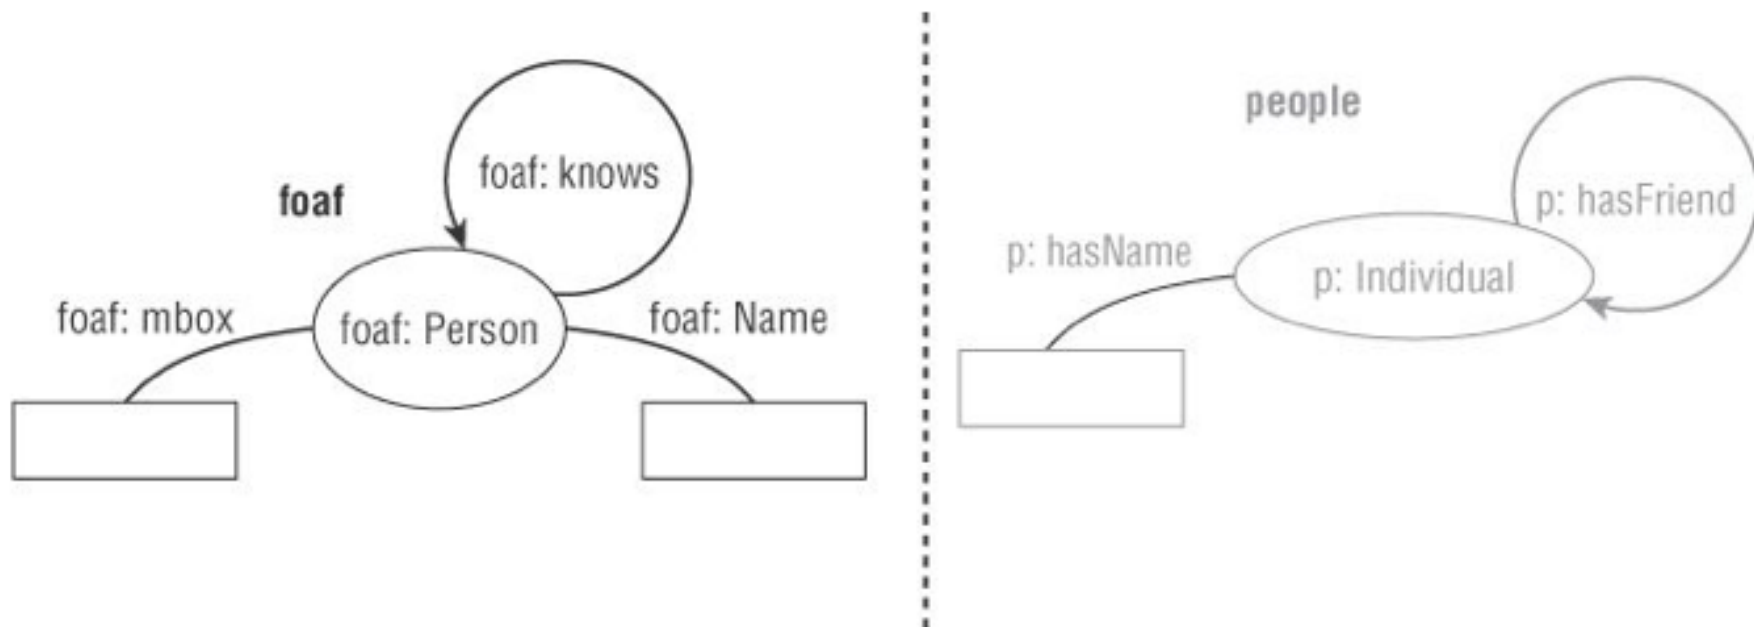 foaf
foaf: knows
foaf: mbox
foaf: Person
foaf: Name
people
p: hasFriend
p: hasName
p: Individual